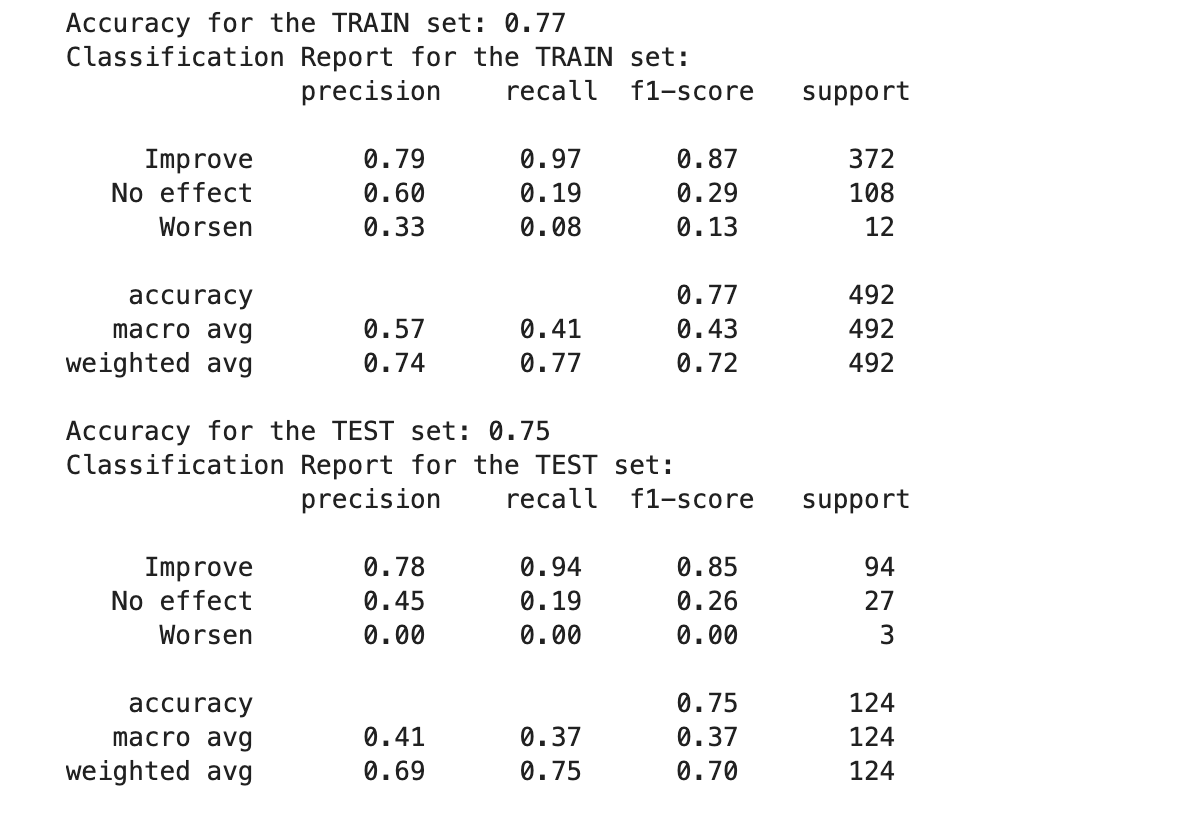 Accuracy for the TRAIN set: 0.77
Classification Report for the TRAIN set:
precision recall f1-score support
Improve 0.79 0.97 0.87 372
No effect 0.60 0.19 0.29 108
Worsen 0.33 0.08 0.13 12
accuracy 0.77 492
macro avg 0.57 0.41 0.43 492
weighted avg 0.74 0.77 0.72 492
Accuracy for the TEST set: 0.75
Classification Report for the TEST set:
precision recall f1-score support
Improve 0.78 0.94 0.85 94
No effect 0.45 0.19 0.26 27
Worsen 0.00 0.00 0.00 3
accuracy 0.75 124
macro avg 0.41 0.37 0.37 124
weighted avg 0.69 0.75 0.70 124